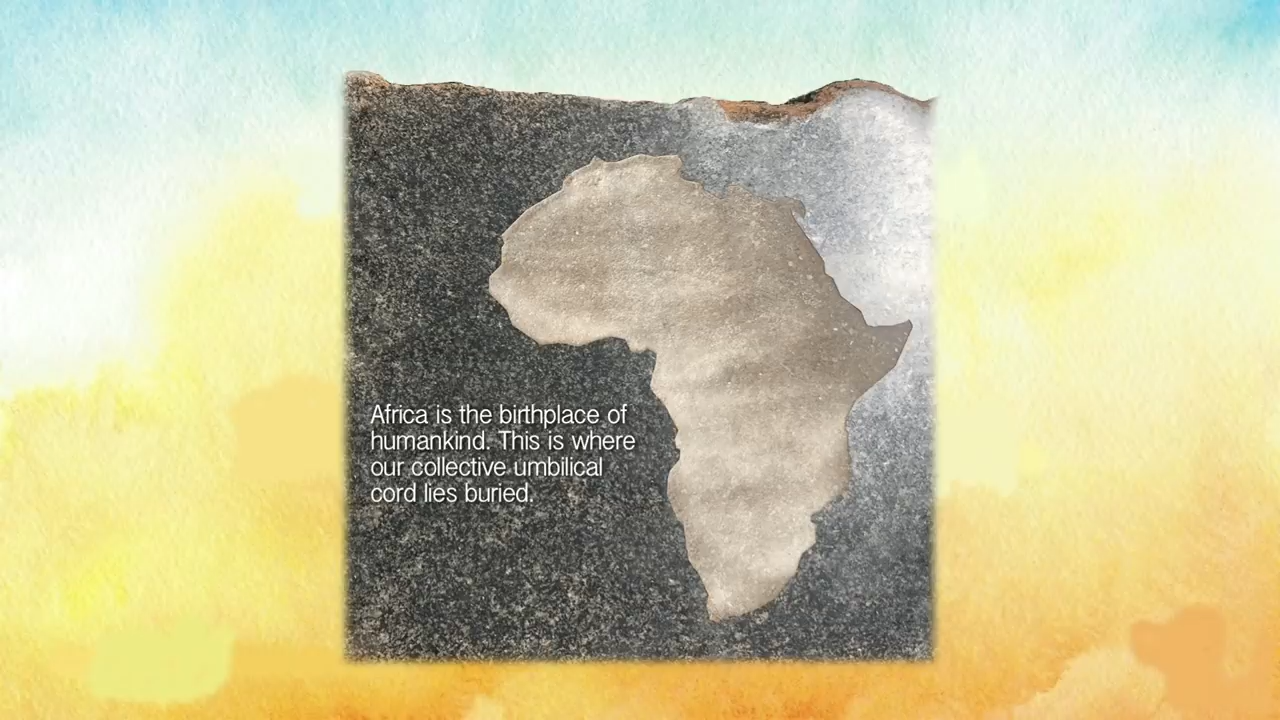 Africa is the birthplace of
humankind. This is where
our collective umbilical
cord lies buried.